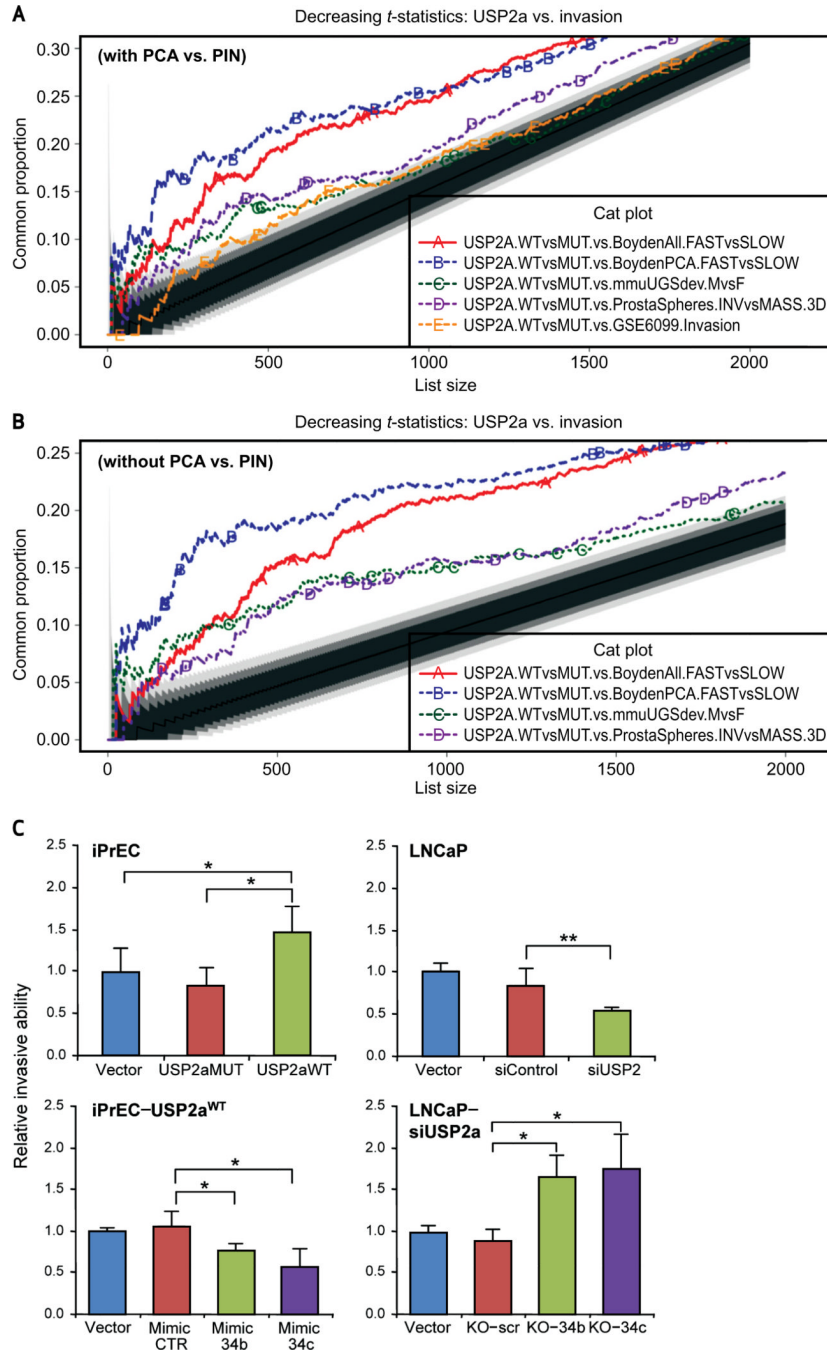 A
Decreasing t-statistics: USP2a vs. invasion
(with PCA vs. PIN)
Common proportion
0.30
0.25
0.20
0.15
0.10
0.05
0.00
Cat plot
A USP2A.WTvsMUT.vs.BoydenAll.FASTvsSLOW
B USP2A.WTvsMUT.vs.BoydenPCA.FASTvsSLOW
C USP2A.WTvsMUT.vs.mmuUGSdev.MvsF
D USP2A.WTvsMUT.vs.ProstaSpheres.INVvsMASS.3D
E USP2A.WTvsMUT.vs.GSE6099.Invasion
0 500 1000 1500 2000
List size
B
Decreasing t-statistics: USP2a vs. invasion
(without PCA vs. PIN)
Common proportion
0.25
0.20
0.15
0.10
0.05
0.00
Cat plot
A USP2A.WTvsMUT.vs.BoydenAll.FASTvsSLOW
B USP2A.WTvsMUT.vs.BoydenPCA.FASTvsSLOW
C USP2A.WTvsMUT.vs.mmuUGSdev.MvsF
D USP2A.WTvsMUT.vs.ProstaSpheres.INVvsMASS.3D
0 500 1000 1500 2000
List size
C
Relative invasive ability
iPrEC
2.5
2.0
1.5
1.0
0.5
0.0
* *
Vector USP2aMUT USP2aWT
LNCaP
2.5
2.0
1.5
1.0
0.5
0.0
**
Vector siControl siUSP2
iPrEC–USP2aWT
2.5
2.0
1.5
1.0
0.5
0.0
* *
Vector Mimic CTR Mimic 34b Mimic 34c
LNCaP–
siUSP2a
2.5
2.0
1.5
1.0
0.5
0.0
* *
Vector KO–scr KO–34b KO–34c